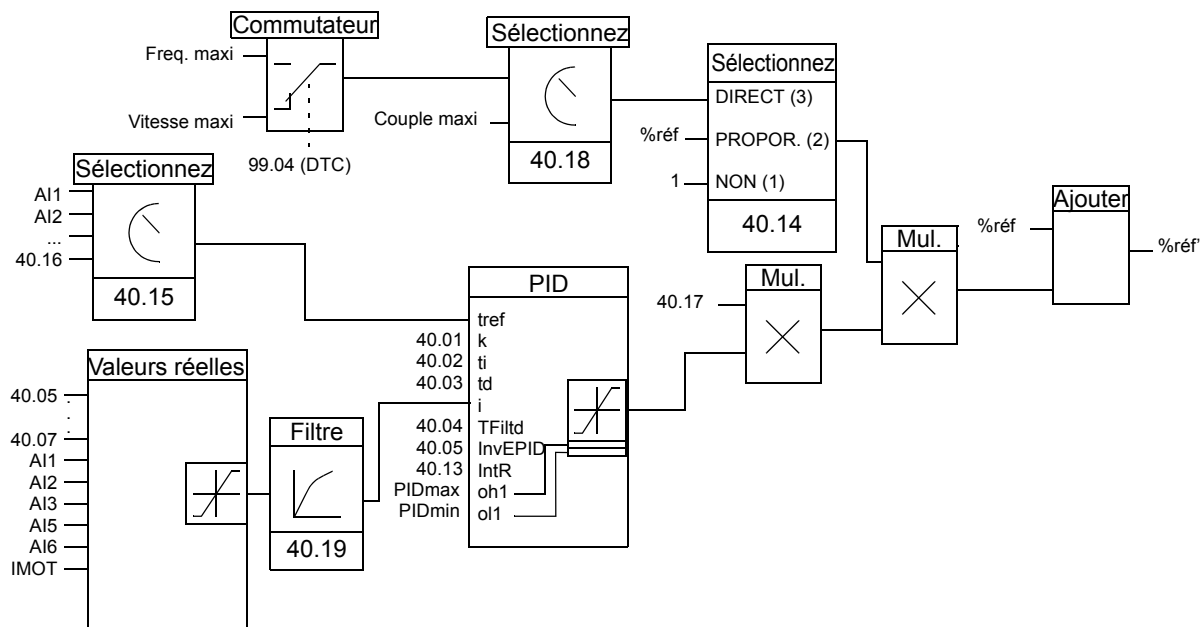 Commutateur
Freq. maxi
Vitesse maxi
99.04 (DTC)
Sélectionnez
Couple maxi
40.18
Sélectionnez
DIRECT (3)
%réf
PROPOR. (2)
1
NON (1)
40.14
Sélectionnez
AI1
AI2
...
40.16
40.15
Mul.
%réf
Ajouter
%réf'
Mul.
40.17
PID
tref
40.01
k
40.02
ti
40.03
td
i
40.04
TFiltd
40.05
InvEPID
40.13
IntR
PIDmax
oh1
PIDmin
ol1
Valeurs réelles
40.05
.
.
40.07
AI1
AI2
AI3
AI5
AI6
IMOT
Filtre
40.19